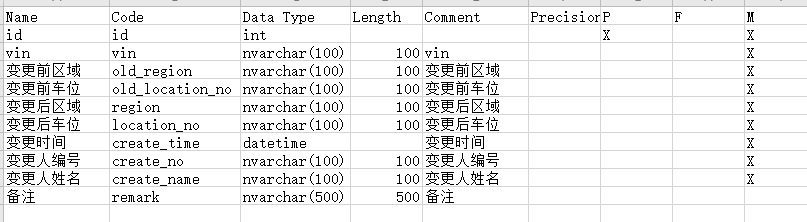 Name Code Data Type Length Comment Precision P F M
id id int X X
vin vin nvarchar(100) 100 vin X
变更前区域 old_region nvarchar(100) 100 变更前区域 X
变更前车位 old_location_no nvarchar(100) 100 变更前车位 X
变更后区域 region nvarchar(100) 100 变更后区域 X
变更后车位 location_no nvarchar(100) 100 变更后车位 X
变更时间 create_time datetime 变更时间 X
变更人编号 create_no nvarchar(100) 100 变更人编号 X
变更人姓名 create_name nvarchar(100) 100 变更人姓名 X
备注 remark nvarchar(500) 500 备注